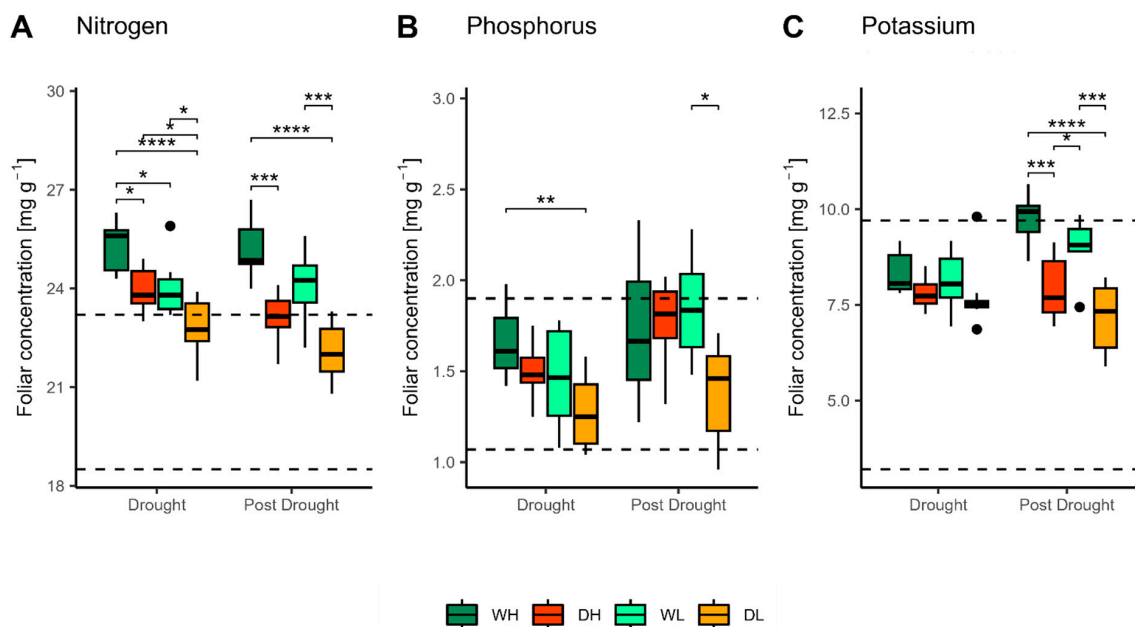 A Nitrogen
B Phosphorus
C Potassium
Foliar concentration [mg g⁻¹]
30
27
24
21
18
*
*
****
*
*
***
****
***
Drought
Post Drought
Foliar concentration [mg g⁻¹]
3.0
2.5
2.0
1.5
1.0
**
*
Drought
Post Drought
Foliar concentration [mg g⁻¹]
12.5
10.0
7.5
5.0
***
****
*
***
Drought
Post Drought
WH DH WL DL